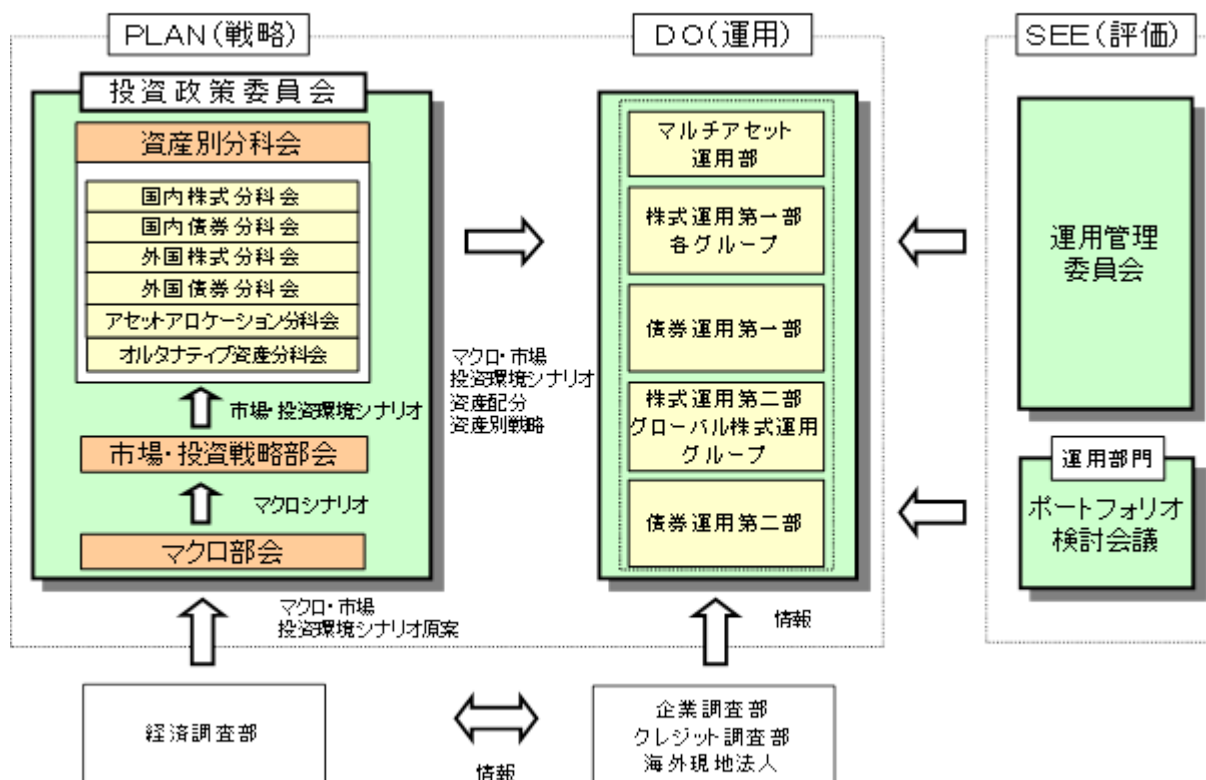 PLAN(戦略)
投資政策委員会
資産別分科会
国内株式分科会
国内債券分科会
外国株式分科会
外国債券分科会
アセットアロケーション分科会
オルタナティブ資産分科会
市場・投資環境シナリオ
市場・投資戦略部会
マクロシナリオ
マクロ部会
マクロ・市場
投資環境シナリオ原案
経済調査部
マクロ・市場
投資環境シナリオ
資産配分
資産別戦略
DO(運用)
マルチアセット
運用部
株式運用第一部
各グループ
債券運用第一部
株式運用第二部
グローバル株式運用
グループ
債券運用第二部
情報
企業調査部
クレジット調査部
海外現地法人
情報
SEE(評価)
運用管理
委員会
運用部門
ポートフォリオ
検討会議